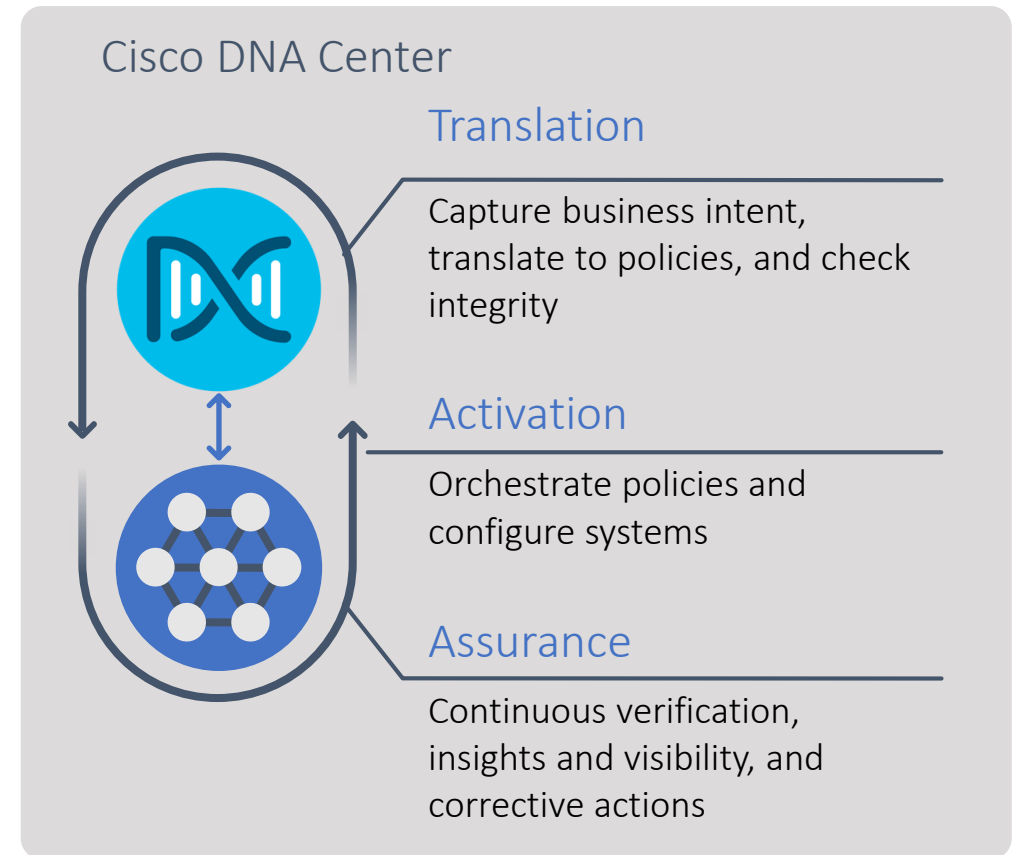 Cisco DNA Center
Translation
Capture business intent,
translate to policies, and check
integrity
Activation
Orchestrate policies and
configure systems
Assurance
Continuous verification,
insights and visibility, and
corrective actions